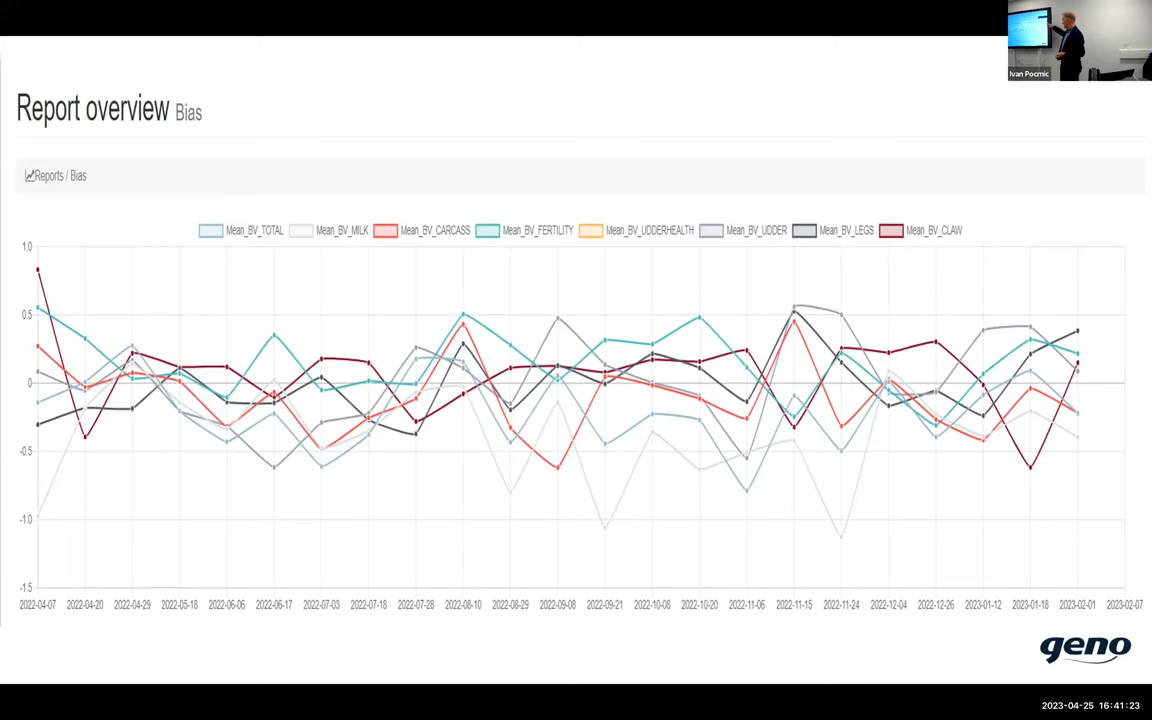 Ivan Pocrnic
Report overview Bias
Reports / Bias
Mean_BV_TOTAL Mean_BV_MILK Mean_BV_CARCASS Mean_BV_FERTILITY Mean_BV_UDDERHEALTH Mean_BV_UDDER Mean_BV_LEGS Mean_BV_CLAW
1.0
0.5
0
-0.5
-1.0
-1.5
2022-04-07 2022-04-20 2022-04-29 2022-05-18 2022-06-06 2022-06-17 2022-07-03 2022-07-18 2022-07-28 2022-08-10 2022-08-29 2022-09-08 2022-09-21 2022-10-08 2022-10-20 2022-11-06 2022-11-15 2022-11-24 2022-12-04 2022-12-26 2023-01-12 2023-01-18 2023-02-01 2023-02-07
geno
2023-04-25 16:41:23